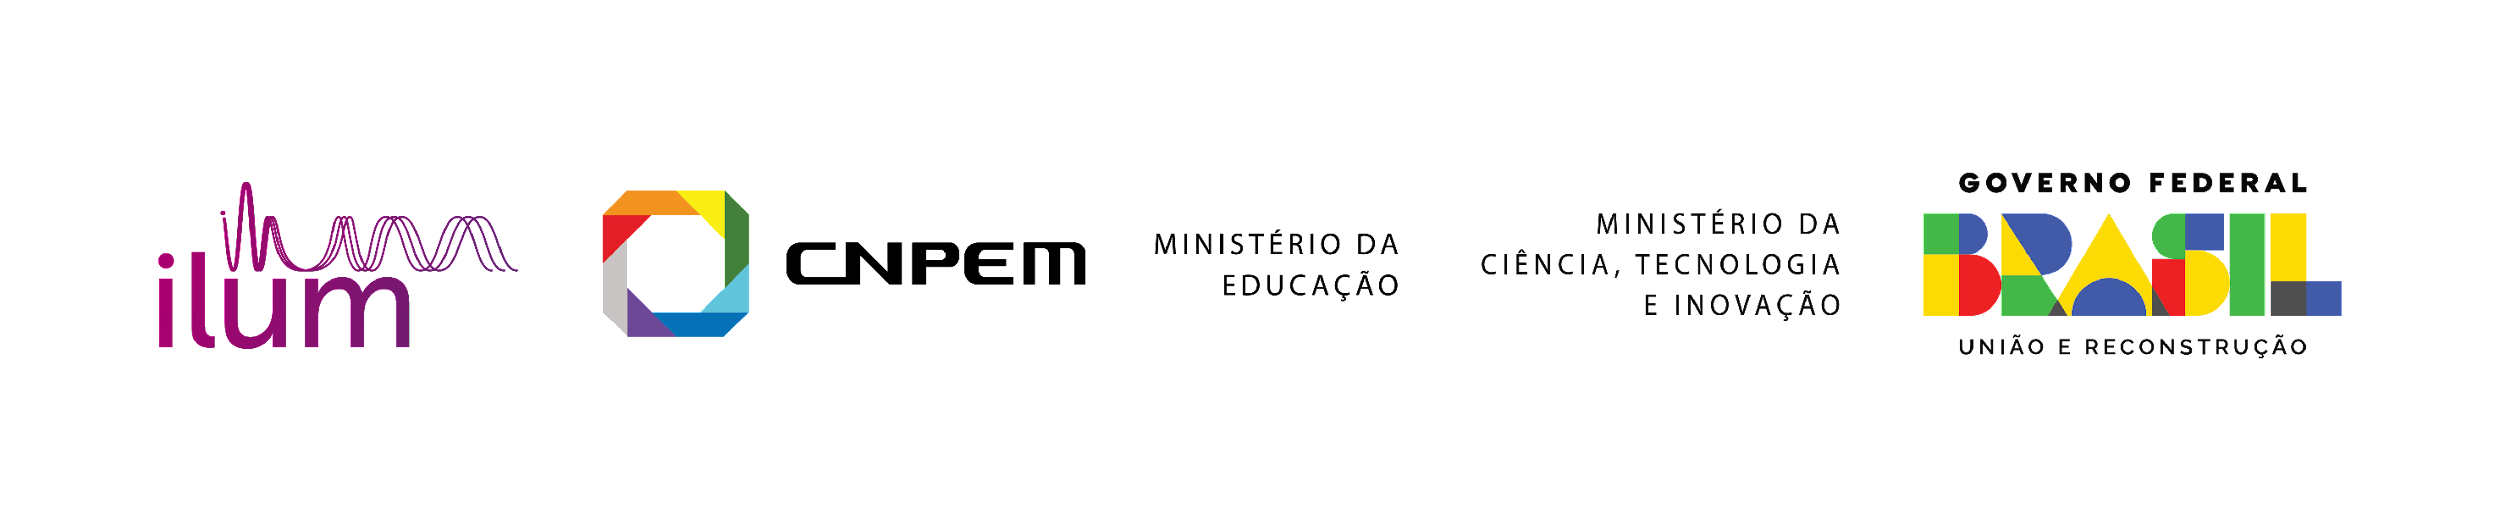 ilum
CNPEM
MINISTÉRIO DA
EDUCAÇÃO
MINISTÉRIO DA
CIÊNCIA, TECNOLOGIA
E INOVAÇÃO
GOVERNO FEDERAL
BRASIL
UNIÃO E RECONSTRUÇÃO